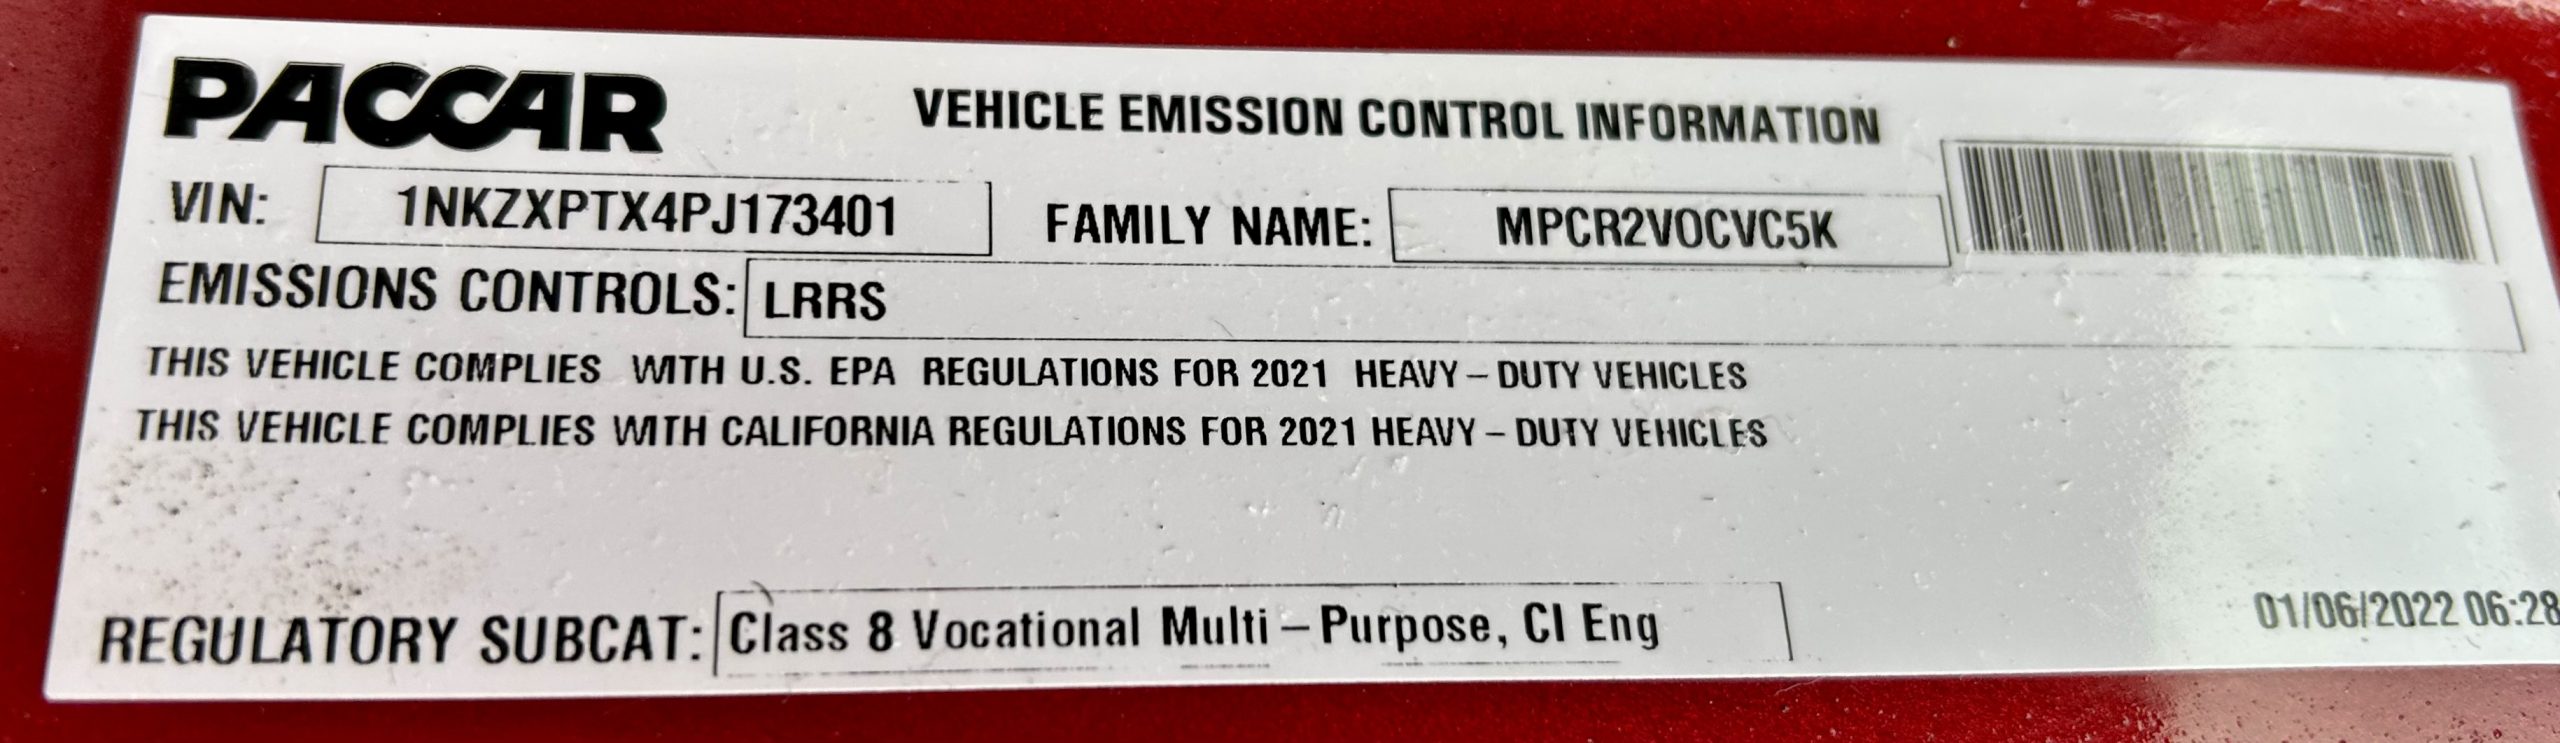 PACCAR
VEHICLE EMISSION CONTROL INFORMATION
VIN: 1NKZXPTX4PJ173401 FAMILY NAME: MPCR2VOCVC5K
EMISSIONS CONTROLS: LRRS
THIS VEHICLE COMPLIES WITH U.S. EPA REGULATIONS FOR 2021 HEAVY – DUTY VEHICLES
THIS VEHICLE COMPLIES WITH CALIFORNIA REGULATIONS FOR 2021 HEAVY – DUTY VEHICLES
REGULATORY SUBCAT: Class 8 Vocational Multi – Purpose, CI Eng
01/06/2022 06:28